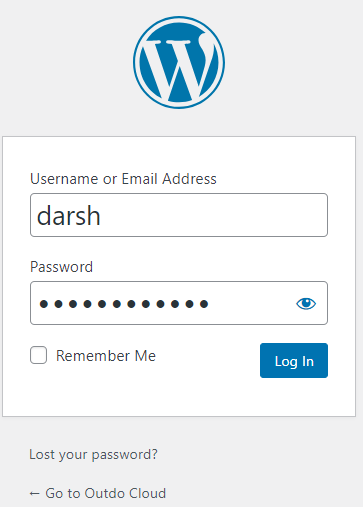 Username or Email Address
darsh
Password
••••••••••••
Remember Me
Log In
Lost your password?
← Go to Outdo Cloud